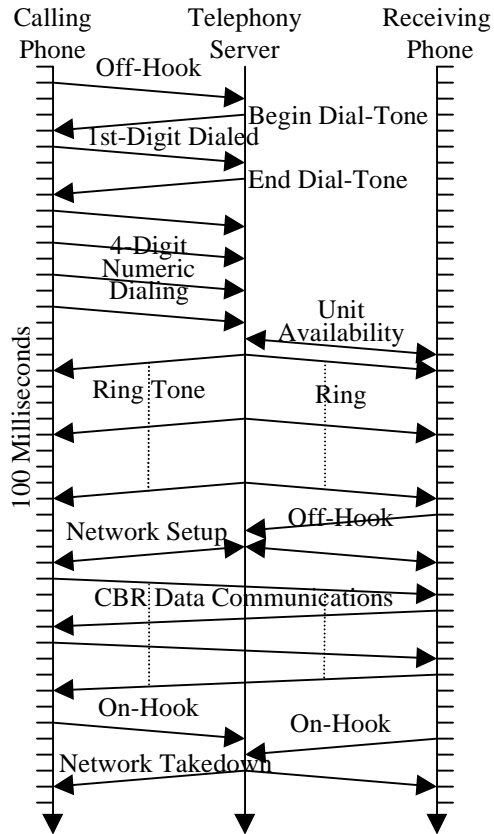 Calling
Phone
Telephony
Server
Receiving
Phone
Off-Hook
Begin Dial-Tone
1st-Digit Dialed
End Dial-Tone
4-Digit
Numeric
Dialing
Unit
Availability
Ring Tone
Ring
100 Milliseconds
Off-Hook
Network Setup
CBR Data Communications
On-Hook
On-Hook
Network Takedown